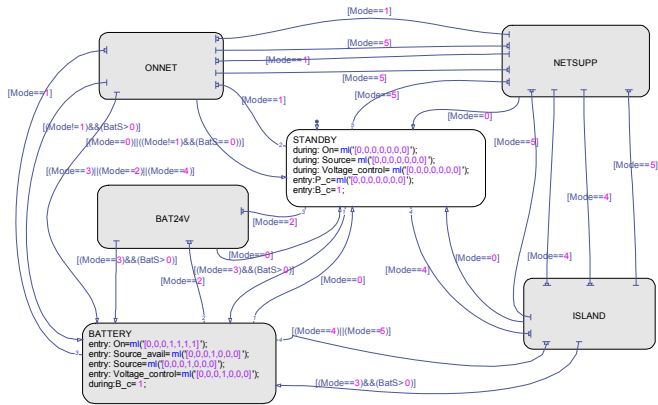 [Mode==1]
[Mode==5]
ONNET
[Mode==1]
NETSUPP
[Mode==5]
[Mode==1]
[Mode==1]
[Mode==5]
[Mode==0]
[(Mode!=1)&&(BatS>0)]
[(Mode==0)||((Mode!=1)&&(BatS==0))]
STANDBY
during: On=ml('[0,0,0,0,0,0,0]');
during: Source=ml('[0,0,0,0,0,0,0]');
during: Voltage_control=ml('[0,0,0,0,0,0,0]');
entry:P_c=ml('[0,0,0,0,0,0,0]');
entry:B_c=1;
[Mode==5]
[Mode==5]
[(Mode==3)||(Mode==2)||(Mode==4)]
BAT24V
[Mode==2]
[Mode==4]
[Mode==0]
[Mode==0]
[Mode==4]
[(Mode==3)&&(BatS>0)]
[(Mode==3)&&(BatS>0)]
[Mode==4]
[Mode==2]
[Mode==0]
ISLAND
BATTERY
entry: On=ml('[0,0,0,1,1,1,1]');
entry: Source_avail=ml('[0,0,0,1,0,0,0]');
entry: Source=ml('[0,0,0,1,0,0,0]');
entry: Voltage_control=ml('[0,0,0,1,0,0,0]');
during:B_c=1;
[(Mode==4)||(Mode==5)]
[(Mode==3)&&(BatS>0)]